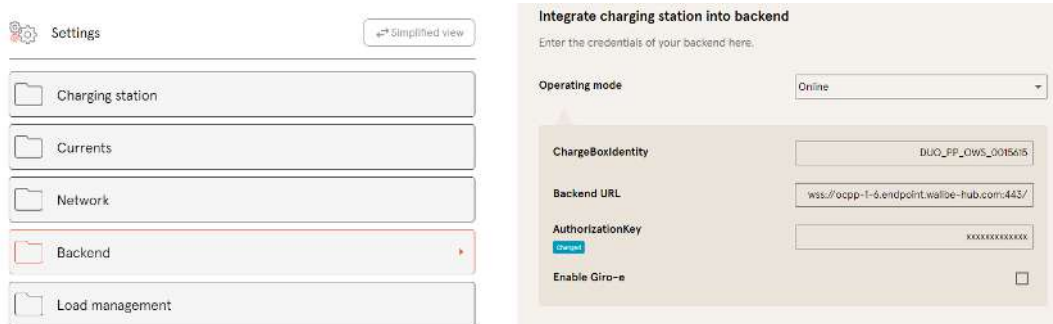 Settings
Simplified view
Charging station
Currents
Network
Backend
Load management
Integrate charging station into backend
Enter the credentials of your backend here.
Operating mode
Online
ChargeBoxIdentity
DUO_PP_OWS_0015615
Backend URL
wss://ocpp-1-6.endpoint.wallbe-hub.com:443/
AuthorizationKey
xxxxxxxxxxxxx
Changed
Enable Giro-e